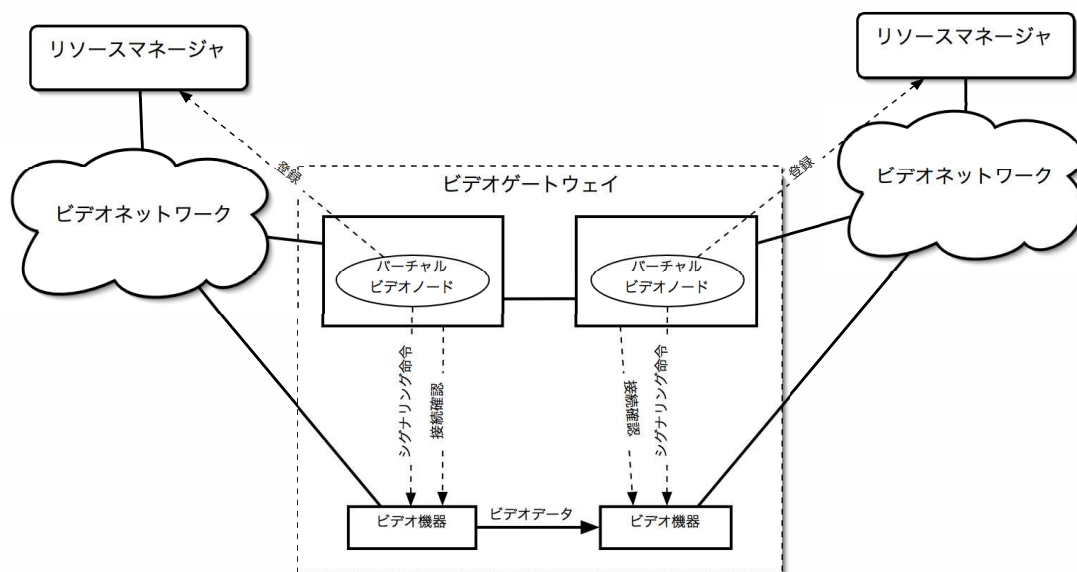 リソースマネージャ
リソースマネージャ
ビデオネットワーク
ビデオネットワーク
登録
登録
ビデオゲートウェイ
バーチャル
ビデオノード
バーチャル
ビデオノード
シグナリング命令
接続確認
接続確認
シグナリング命令
ビデオ機器
ビデオデータ
ビデオ機器